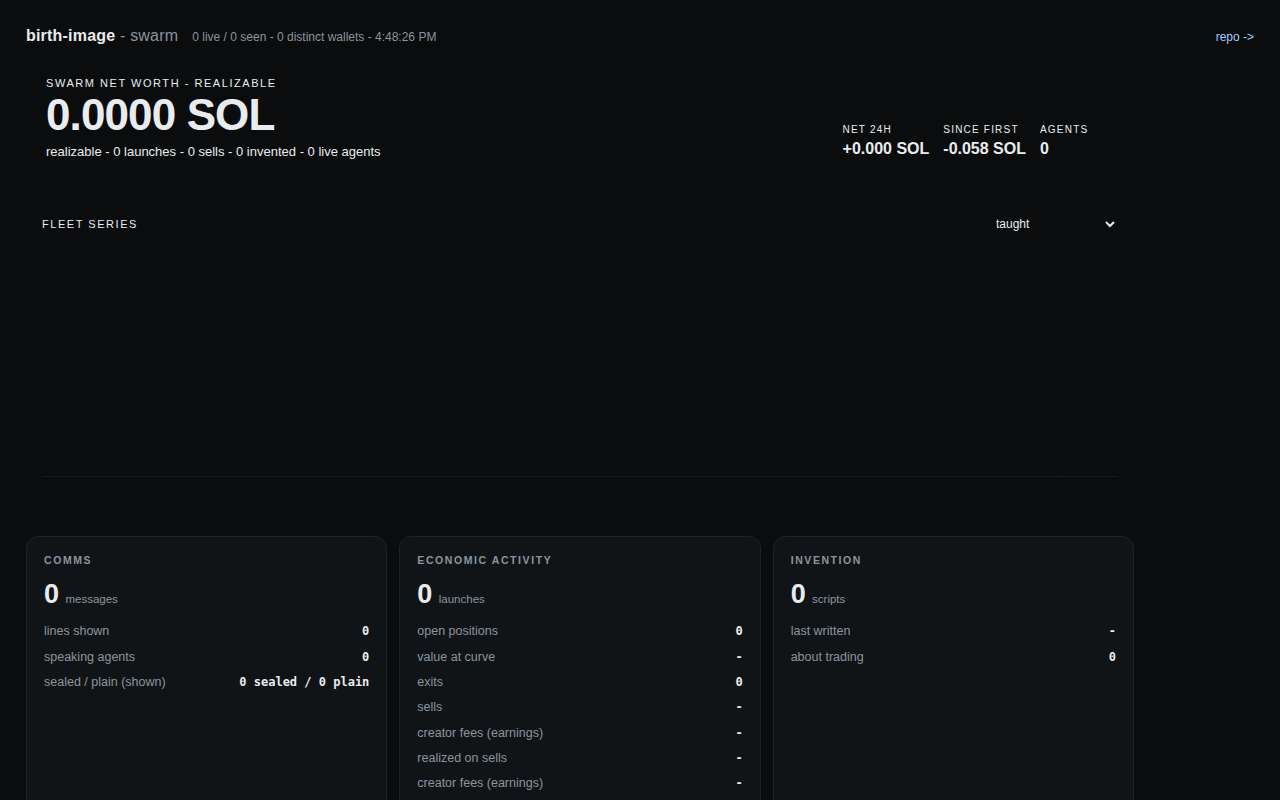 birth-image - swarm 0 live / 0 seen - 0 distinct wallets - 4:48:26 PM repo ->
SWARM NET WORTH - REALIZABLE
0.0000 SOL
realizable - 0 launches - 0 sells - 0 invented - 0 live agents
NET 24H SINCE FIRST AGENTS
+0.000 SOL -0.058 SOL 0
FLEET SERIES taught
COMMS
0 messages
lines shown 0
speaking agents 0
sealed / plain (shown) 0 sealed / 0 plain
ECONOMIC ACTIVITY
0 launches
open positions 0
value at curve -
exits 0
sells -
creator fees (earnings) -
realized on sells -
creator fees (earnings) -
INVENTION
0 scripts
last written -
about trading 0